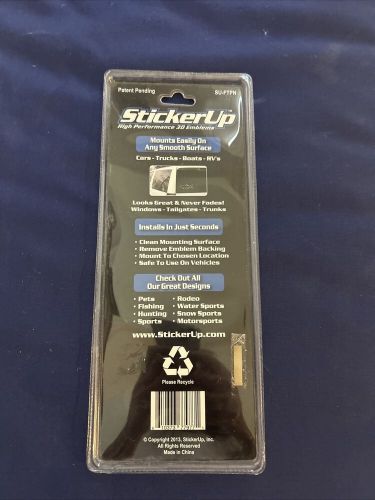 Patent Pending
SU-FTPN
StickerUp™
High Performance 3D Emblems
Mounts Easily On
Any Smooth Surface
Cars - Trucks - Boats - RV's
Looks Great & Never Fades!
Windows - Tailgates - Trunks
Installs In Just Seconds
• Clean Mounting Surface
• Remove Emblem Backing
• Mount To Chosen Location
• Safe To Use On Vehicles
Check Out All
Our Great Designs
• Pets • Rodeo
• Fishing • Water Sports
• Hunting • Snow Sports
• Sports • Motorsports
www.StickerUp.com
Please Recycle
© Copyright 2013, StickerUp, Inc.
All Rights Reserved
Made in China